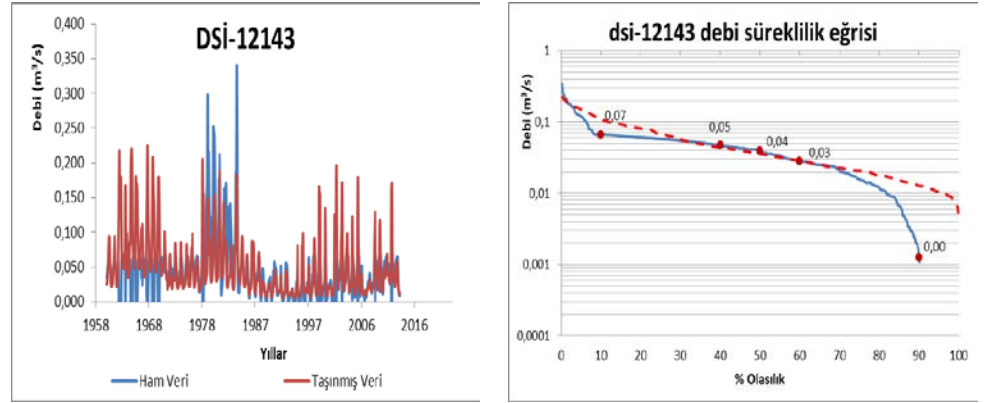 DSİ-12143
Debi (m³/s)
0,400
0,350
0,300
0,250
0,200
0,150
0,100
0,050
0,000
1958 1968 1978 1987 1997 2006 2016
Yıllar
Ham Veri Taşınmış Veri
dsi-12143 debi süreklilik eğrisi
Debi (m³/s)
1
0,1
0,01
0,001
0,0001
0,07
0,05
0,04
0,03
0,00
0 10 20 30 40 50 60 70 80 90 100
% Olasılık